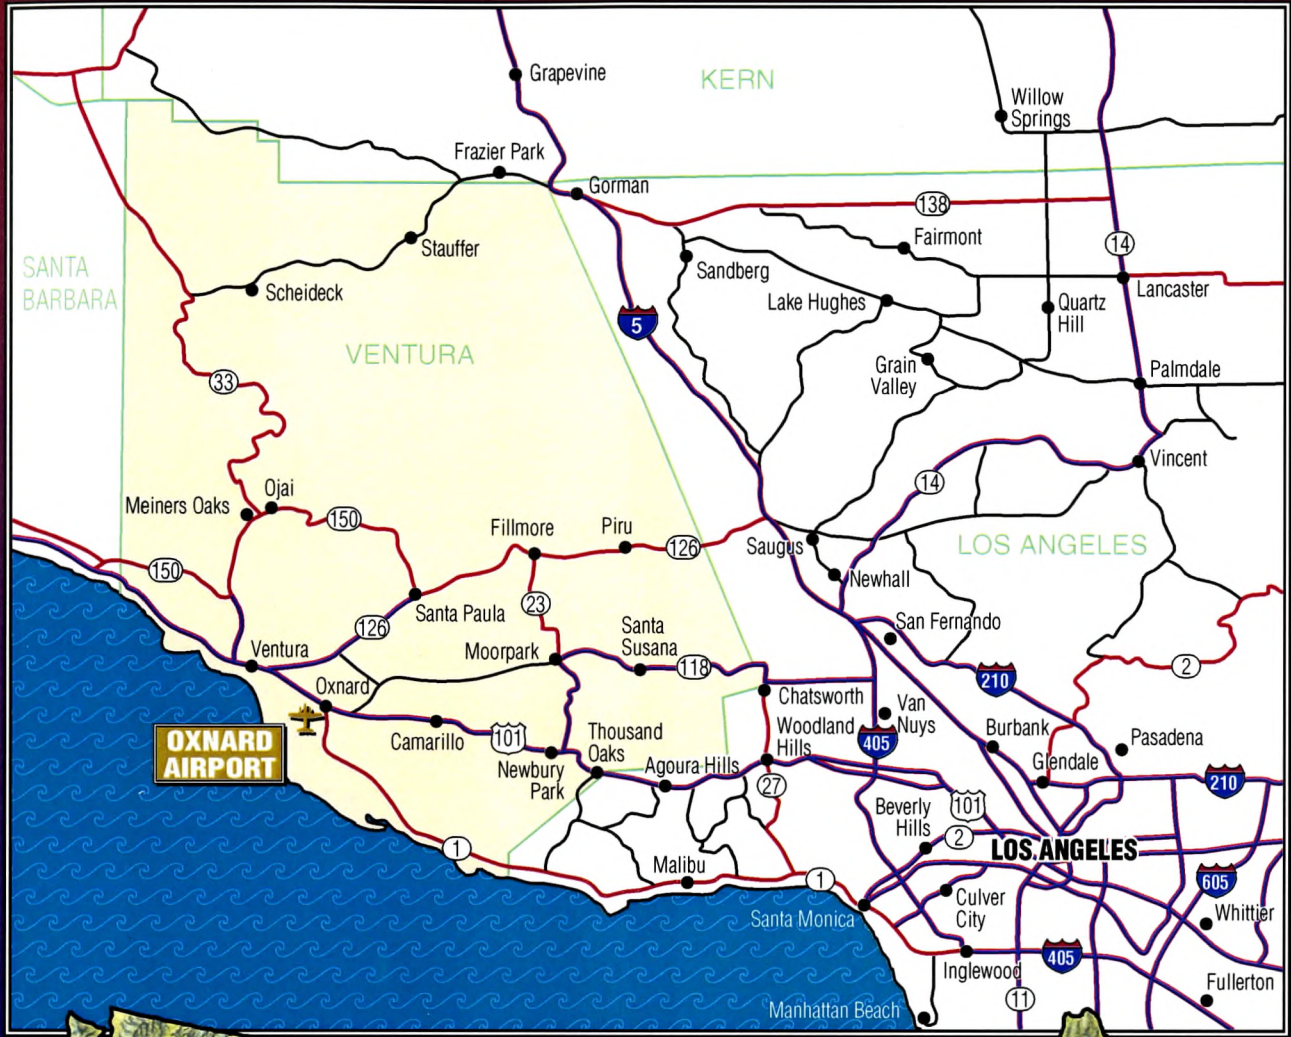 Grapevine
KERN
Willow
Springs
Frazier Park
Gorman
138
Stauffer
Fairmont
14
SANTA
BARBARA
Sandberg
Scheideck
Lake Hughes
Quartz
Hill
Lancaster
5
VENTURA
33
Grain
Valley
Palmdale
Vincent
14
Meiners Oaks
Ojai
150
Fillmore
Piru
126
Saugus
LOS ANGELES
150
Newhall
Santa Paula
23
126
San Fernando
Ventura
Moorpark
Santa
Susana
118
2
210
Oxnard
Chatsworth
Van
Nuys
OXNARD
AIRPORT
Camarillo
101
Thousand
Oaks
Woodland
Hills
405
Burbank
Pasadena
Newbury
Park
Agoura Hills
27
Glendale
210
Beverly
Hills
101
2
LOS ANGELES
1
Malibu
1
605
Santa Monica
Culver
City
Whittier
405
Inglewood
Fullerton
11
Manhattan Beach